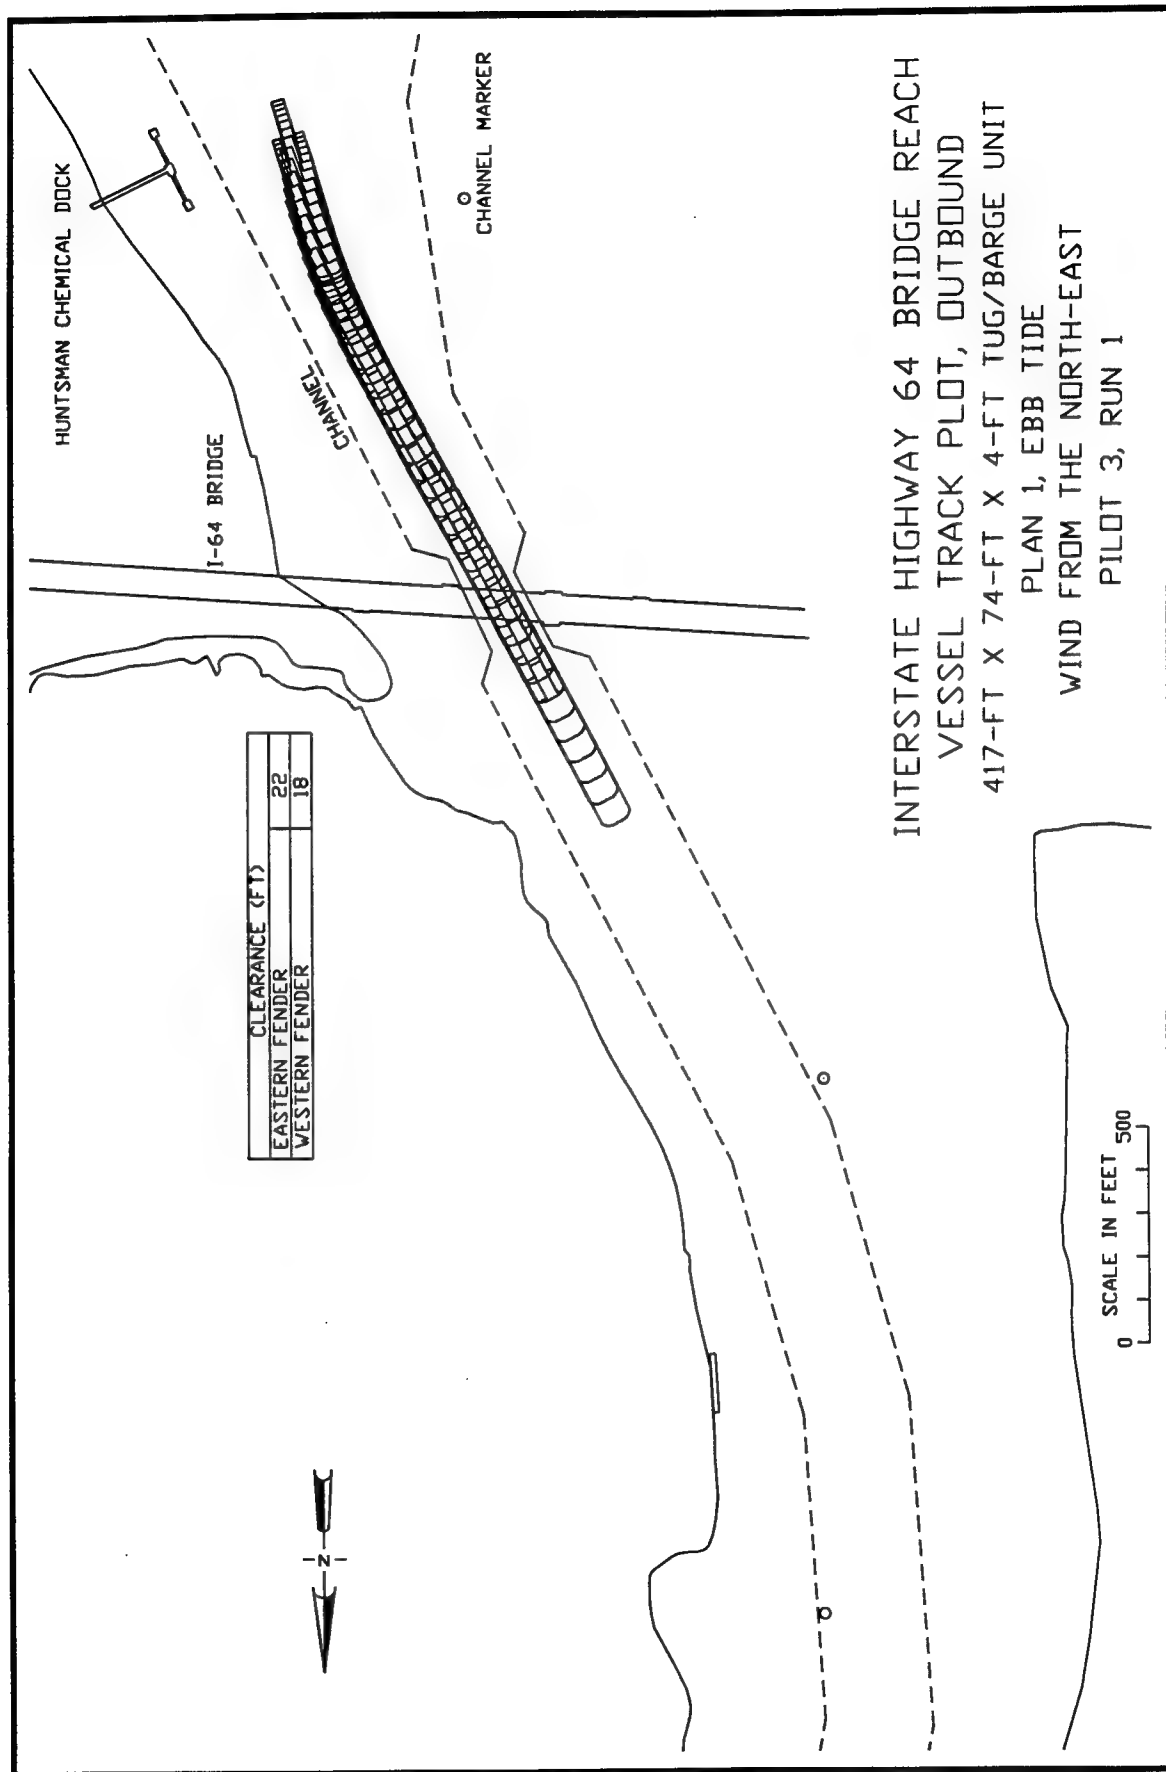 HUNTSMAN CHEMICAL DOCK
CHANNEL MARKER
CHANNEL
I-64 BRIDGE
CLEARANCE (FT)
EASTERN FENDER 22
WESTERN FENDER 18
N
INTERSTATE HIGHWAY 64 BRIDGE REACH
VESSEL TRACK PLOT, OUTBOUND
417-FT X 74-FT X 4-FT TUG/BARGE UNIT
PLAN 1, EBB TIDE
WIND FROM THE NORTH-EAST
PILOT 3, RUN 1
SCALE IN FEET
0 500